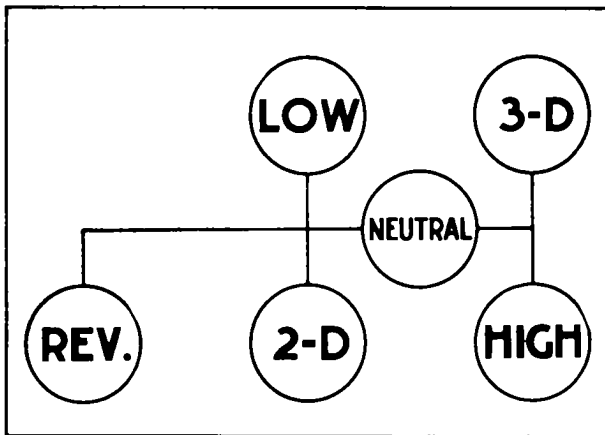 LOW
3-D
NEUTRAL
REV.
2-D
HIGH